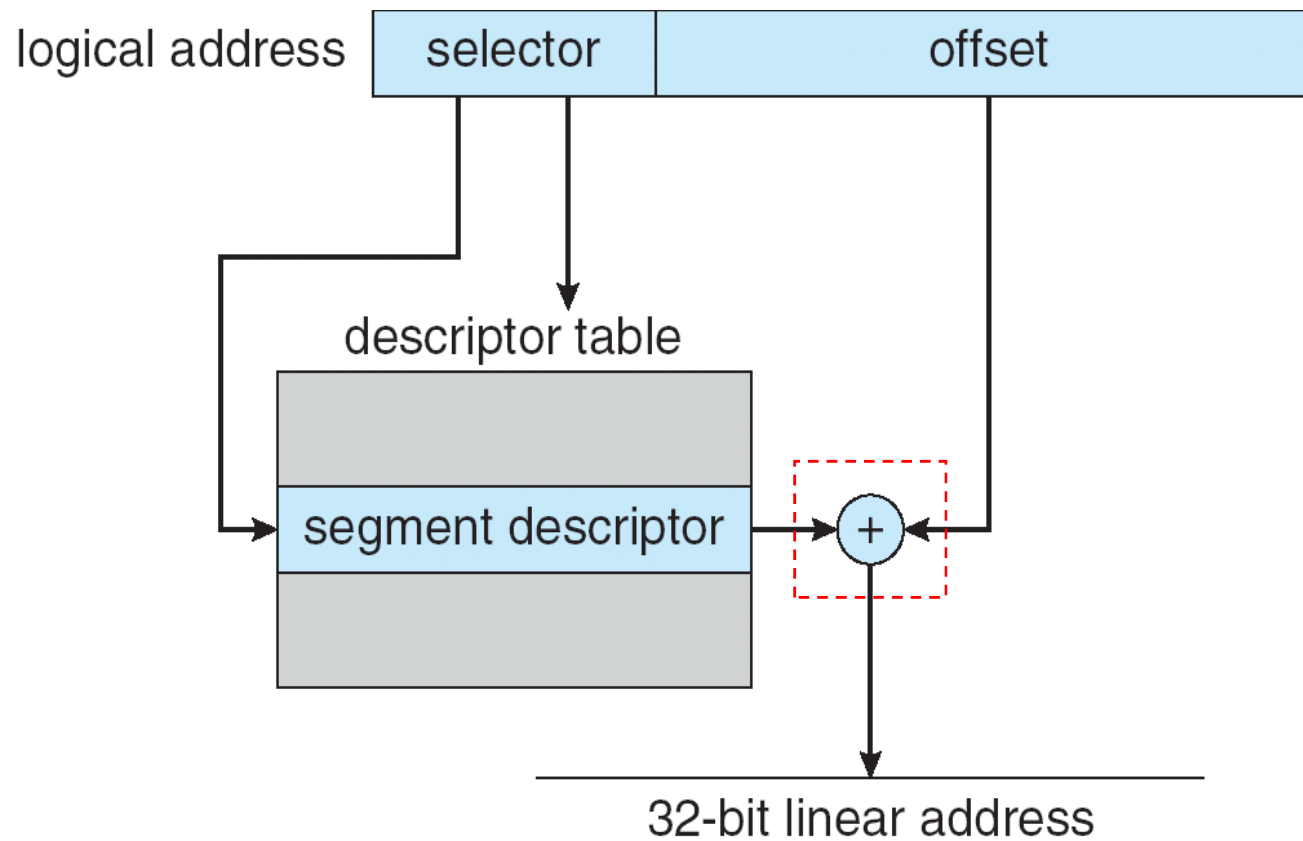 logical address
selector
offset
descriptor table
segment descriptor
+
32-bit linear address